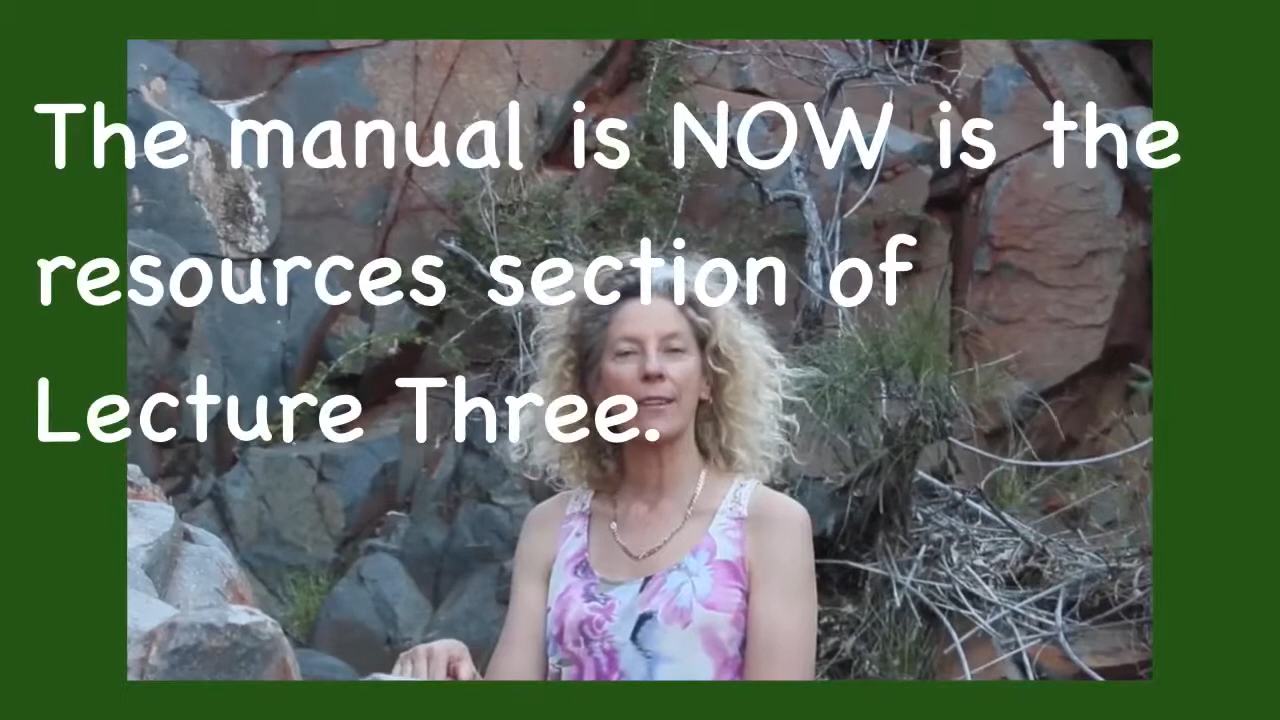 The manual is NOW is the
resources section of
Lecture Three.